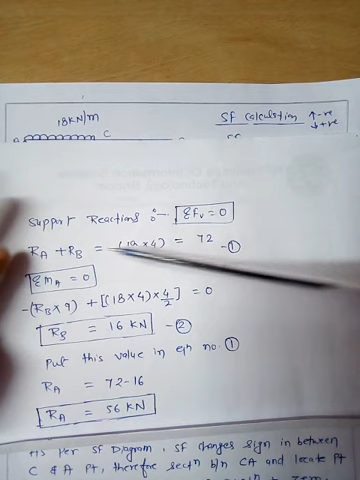 18KN/m
SF Calculation ↑-ve
↓+ve
C
Support Reactions :- ΣFv = 0
RA + RB = (18 × 4) = 72 -①
ΣMA = 0
-(RB × 9) + [(18×4) × 4/2] = 0
RB = 16 KN -②
Put this value in eqn no. ①
RA = 72-16
RA = 56 KN
As Per SF Diagram, SF changes sign in between
C & A Pt, therefore sectn b/n CA and locate Pt